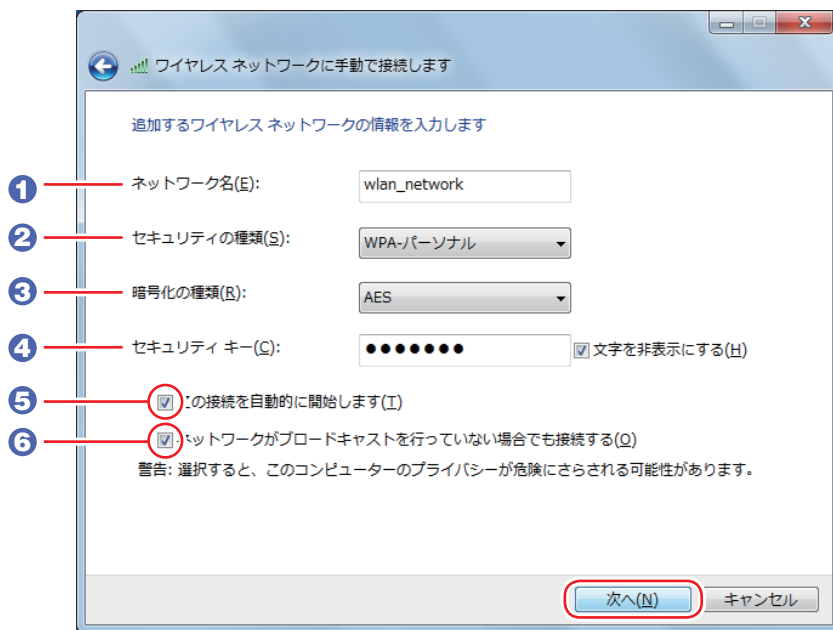 ワイヤレス ネットワークに手動で接続します
追加するワイヤレス ネットワークの情報を入力します
1 ネットワーク名(E): wlan_network
2 セキュリティの種類(S): WPA-パーソナル
3 暗号化の種類(R): AES
4 セキュリティ キー(C): ●●●●●●● 文字を非表示にする(H)
5 この接続を自動的に開始します(T)
6 ネットワークがブロードキャストを行っていない場合でも接続する(O)
警告: 選択すると、このコンピューターのプライバシーが危険にさらされる可能性があります。
次へ(N) キャンセル